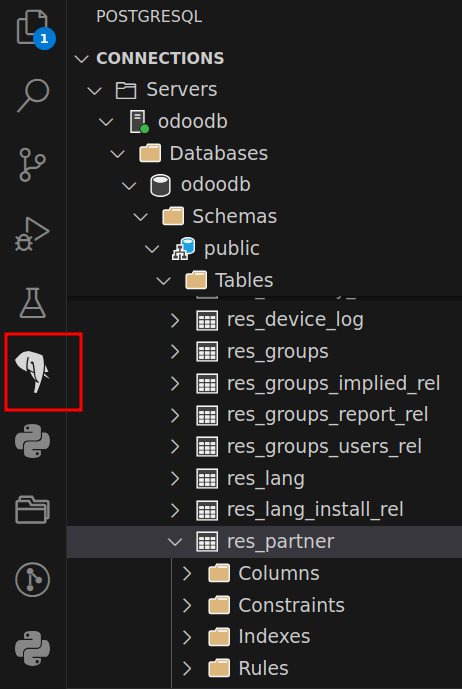 POSTGRESQL
1
CONNECTIONS
Servers
odoodb
Databases
odoodb
Schemas
public
Tables
res_device_log
res_groups
res_groups_implied_rel
res_groups_report_rel
res_groups_users_rel
res_lang
res_lang_install_rel
res_partner
Columns
Constraints
Indexes
Rules